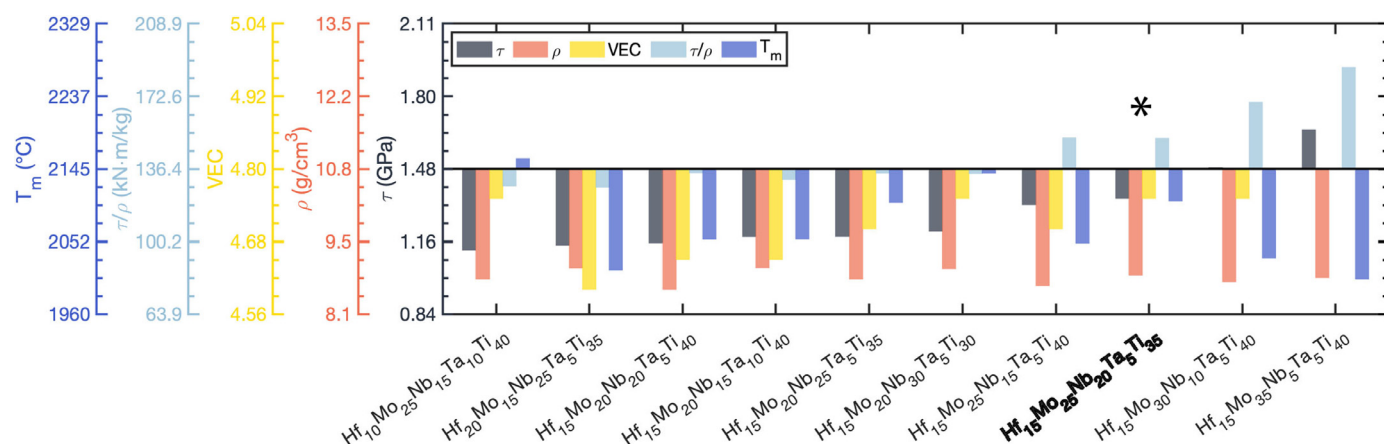 2329 208.9 5.04 13.5 2.11
2237 172.6 4.92 12.2 1.80
2145 136.4 4.80 10.8 1.48
2052 100.2 4.68 9.5 1.16
1960 63.9 4.56 8.1 0.84
Tₘ (°C)
τ/ρ (kN·m/kg)
VEC
ρ (g/cm³)
τ (GPa)
τ ρ VEC τ/ρ Tₘ
*
Hf₁₀Mo₂₅Nb₁₅Ta₁₀Ti₄₀
Hf₂₀Mo₁₅Nb₂₅Ta₅Ti₃₅
Hf₁₅Mo₂₀Nb₂₀Ta₅Ti₄₀
Hf₁₅Mo₂₀Nb₁₅Ta₁₀Ti₄₀
Hf₁₅Mo₂₀Nb₂₅Ta₅Ti₃₅
Hf₁₅Mo₂₀Nb₃₀Ta₅Ti₃₀
Hf₁₅Mo₂₅Nb₁₅Ta₅Ti₄₀
Hf₁₅Mo₂₅Nb₂₀Ta₅Ti₃₅
Hf₁₅Mo₃₀Nb₁₀Ta₅Ti₄₀
Hf₁₅Mo₃₅Nb₅Ta₅Ti₄₀